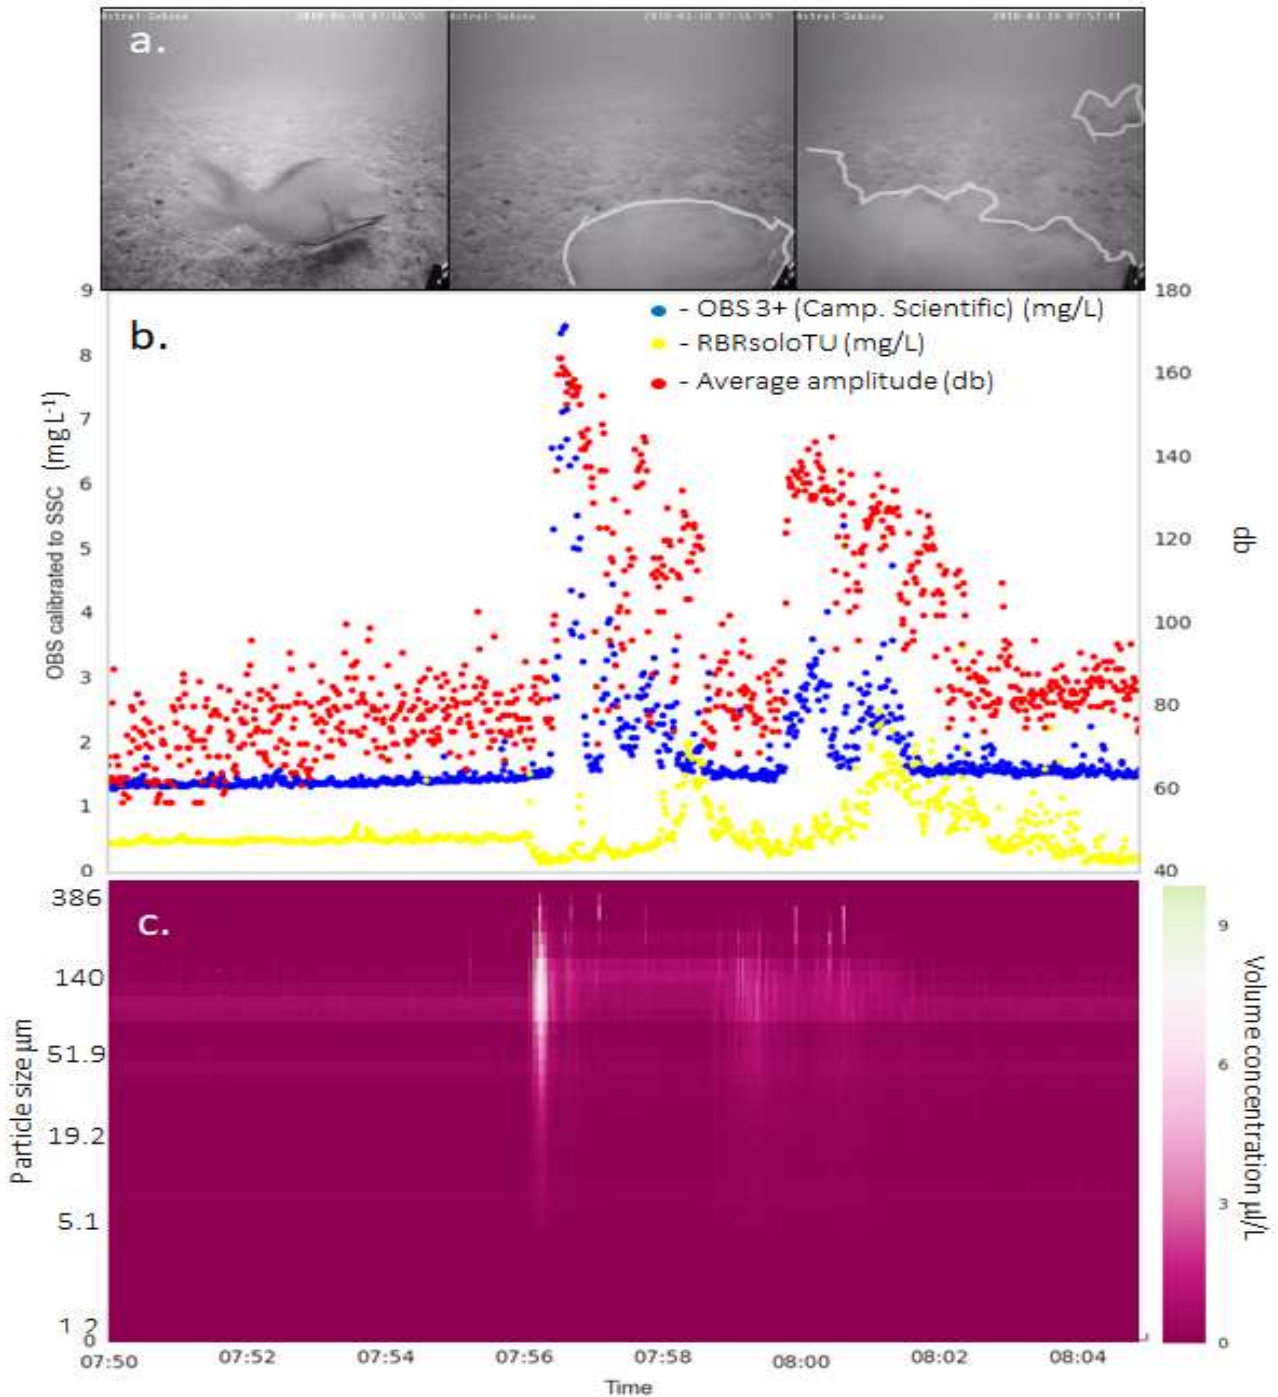 a.
9
8
7
6
5
4
3
2
1
0
OBS calibrated to SSC (mg L-1)
b.
- OBS 3+ (Camp. Scientific) (mg/L)
- RBRsoloTU (mg/L)
- Average amplitude (db)
180
160
140
120
100
80
60
40
db
c.
386
140
51.9
19.2
5.1
1.2
0
Particle size µm
9
6
3
0
Volume concentration µl/L
07:50 07:52 07:54 07:56 07:58 08:00 08:02 08:04
Time